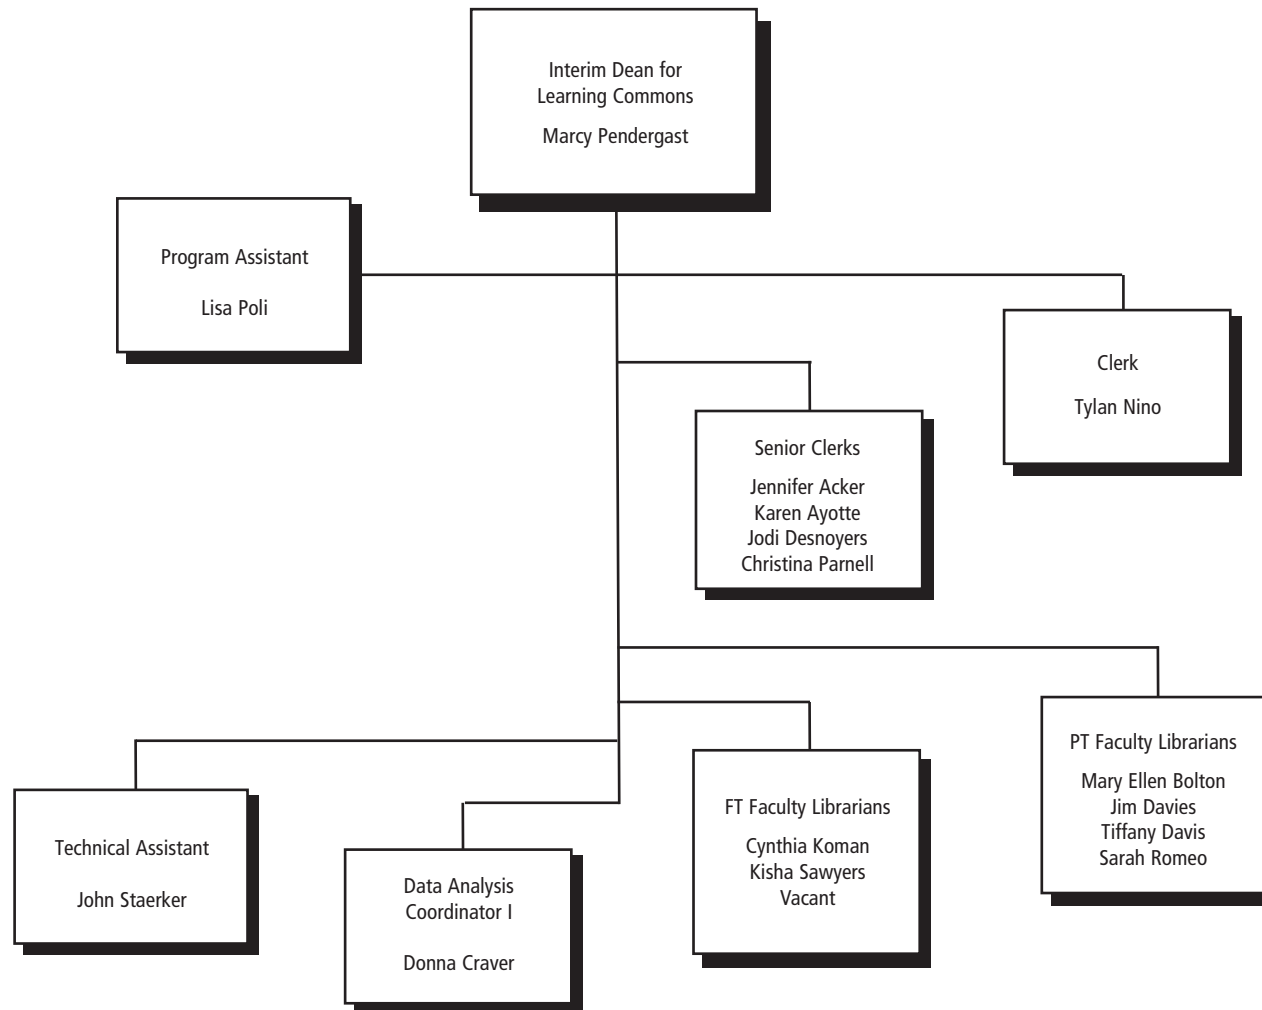 Interim Dean for
Learning Commons
Marcy Pendergast
Program Assistant
Lisa Poli
Clerk
Tylan Nino
Senior Clerks
Jennifer Acker
Karen Ayotte
Jodi Desnoyers
Christina Parnell
PT Faculty Librarians
Mary Ellen Bolton
Jim Davies
Tiffany Davis
Sarah Romeo
FT Faculty Librarians
Cynthia Koman
Kisha Sawyers
Vacant
Technical Assistant
John Staerker
Data Analysis
Coordinator I
Donna Craver